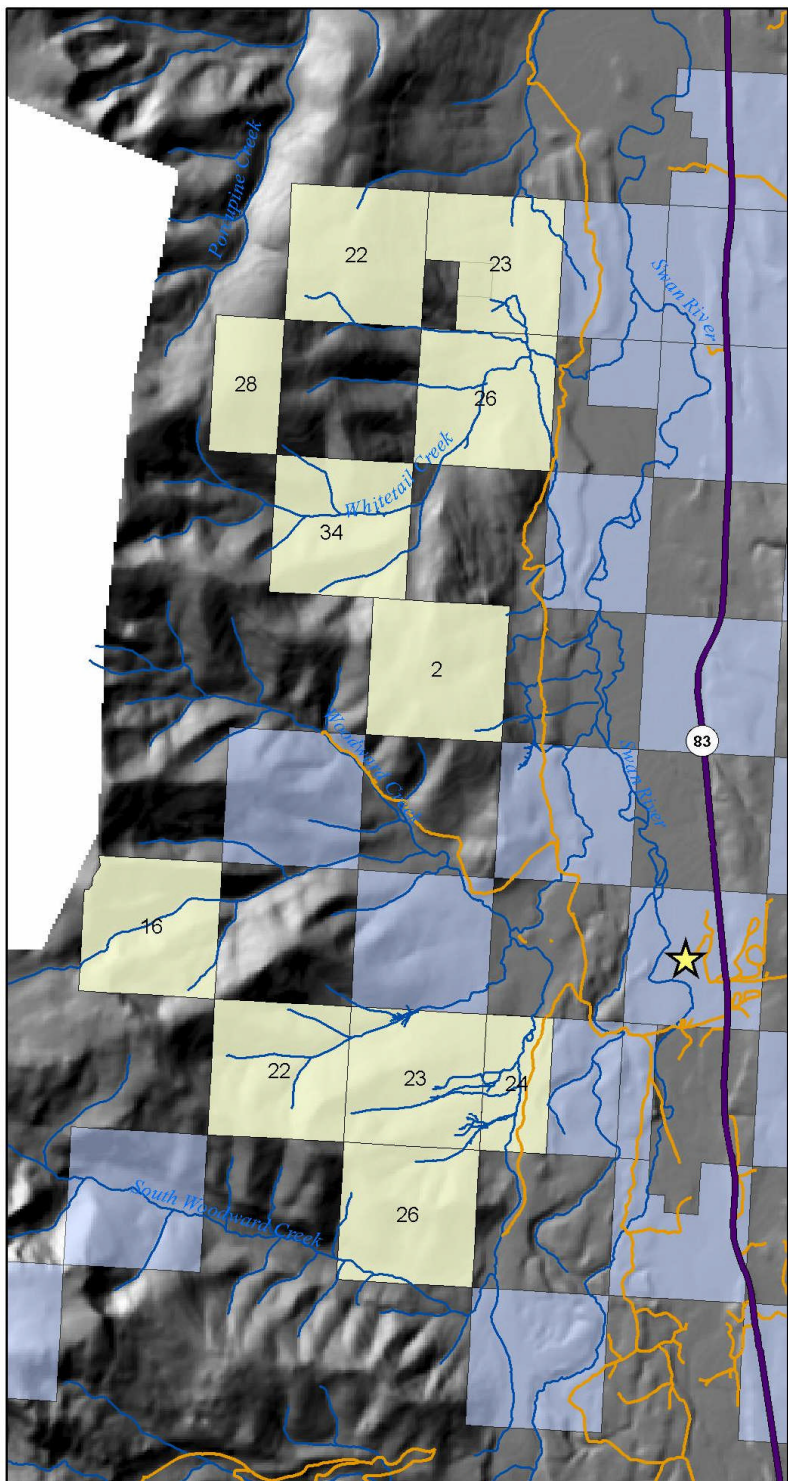 Porcupine Creek
22
23
Swan River
28
26
Whitetail Creek
34
2
Woodward Creek
83
Swan River
16
22
23
24
South Woodward Creek
26